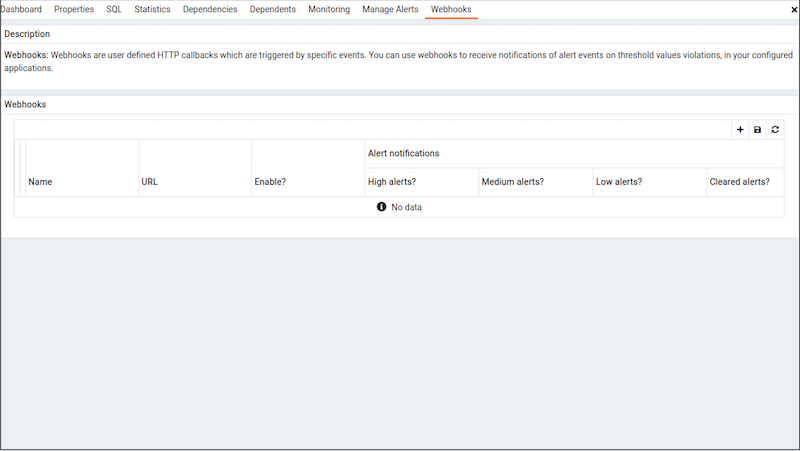 Dashboard Properties SQL Statistics Dependencies Dependents Monitoring Manage Alerts Webhooks
Description
Webhooks: Webhooks are user defined HTTP callbacks which are triggered by specific events. You can use webhooks to receive notifications of alert events on threshold values violations, in your configured
applications.
Webhooks
Alert notifications
Name URL Enable? High alerts? Medium alerts? Low alerts? Cleared alerts?
No data